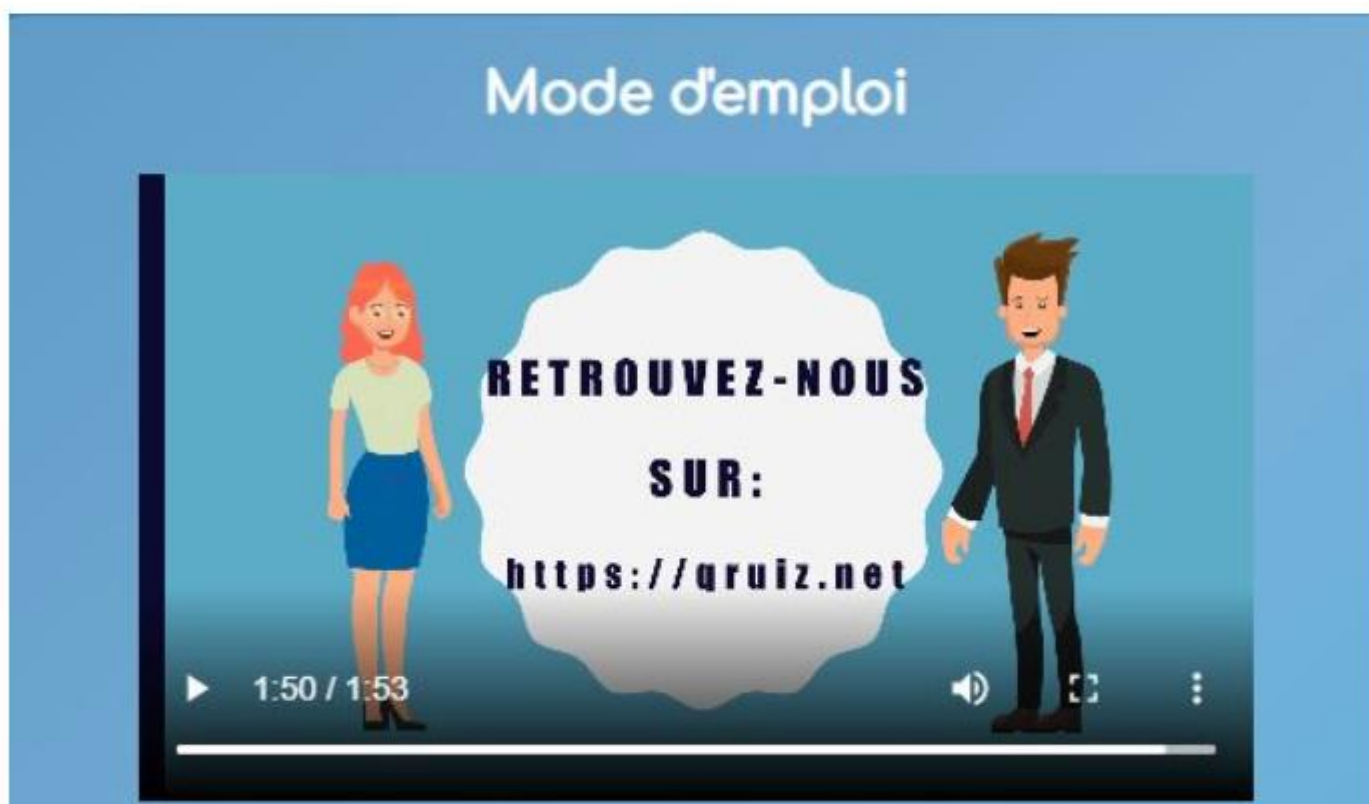 Mode d'emploi
RETROUVEZ-NOUS
SUR:
https://qruiz.net
1:50 / 1:53